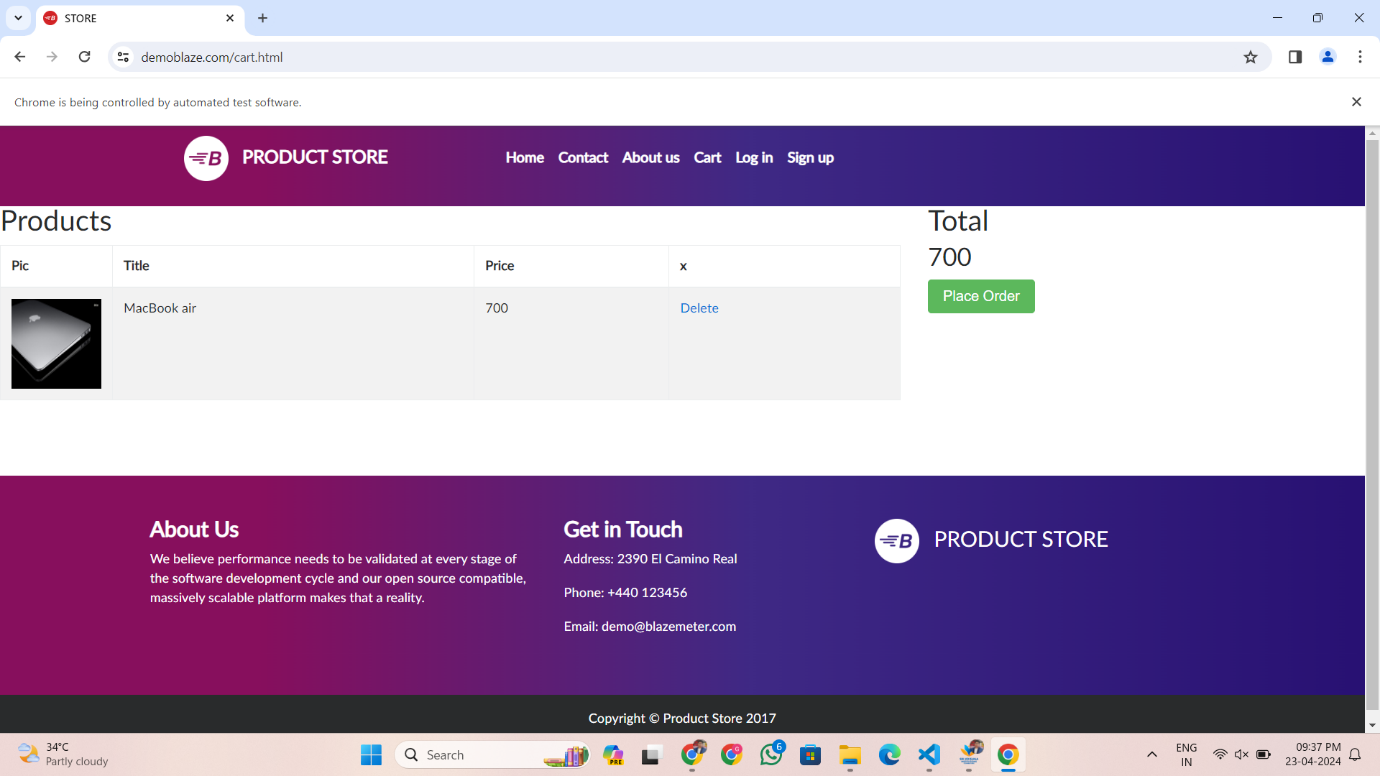 STORE
demoblaze.com/cart.html
Chrome is being controlled by automated test software.
B PRODUCT STORE Home Contact About us Cart Log in Sign up
Products
Total
700
Place Order
Pic Title Price x
MacBook air 700 Delete
About Us
We believe performance needs to be validated at every stage of
the software development cycle and our open source compatible,
massively scalable platform makes that a reality.
Get in Touch
Address: 2390 El Camino Real
Phone: +440 123456
Email: demo@blazemeter.com
B PRODUCT STORE
Copyright © Product Store 2017
34°C
Partly cloudy
Search
PRE
6
ENG
IN
09:37 PM
23-04-2024